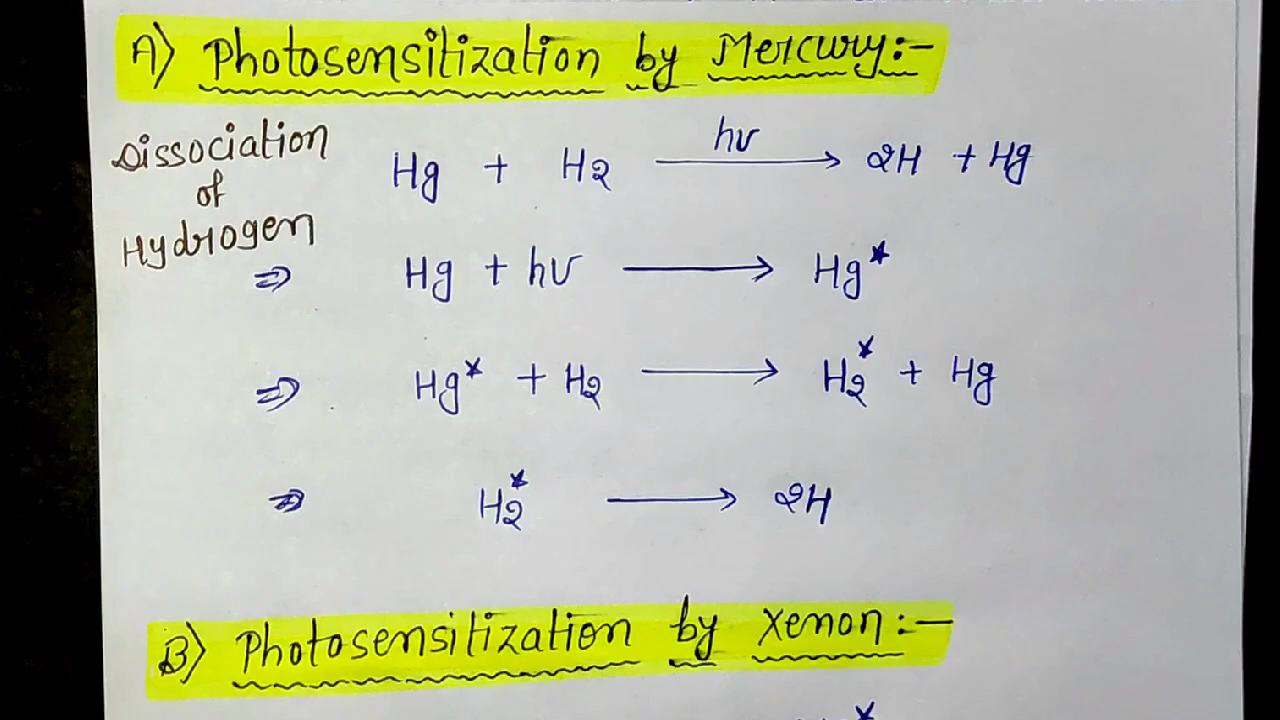 A) Photosensitization by Mercury:-
Dissociation of Hydrogen
Hg + H2 —hν→ 2H + Hg
⇒ Hg + hν ⟶ Hg*
⇒ Hg* + H2 ⟶ H2* + Hg
⇒ H2* ⟶ 2H
B) Photosensitization by Xenon:-